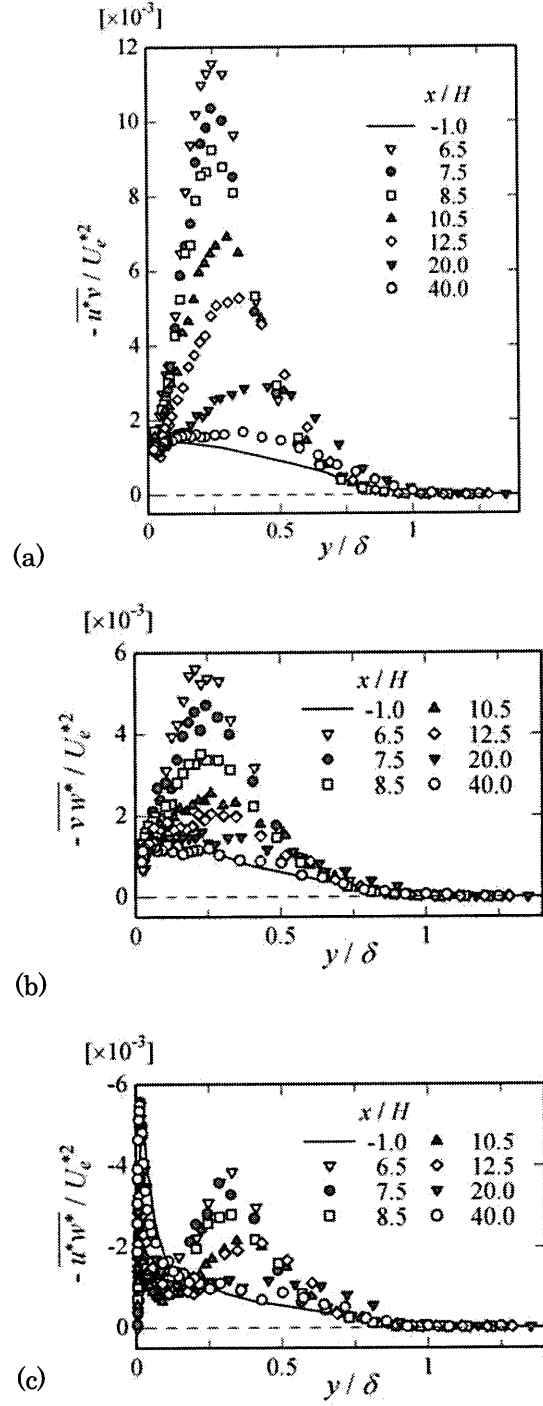 [×10⁻³]
12
10
8
6
4
2
0
-u*v / Uₑ*²
x / H
-1.0
6.5
7.5
8.5
10.5
12.5
20.0
40.0
0 0.5 1
y / δ
(a)
[×10⁻³]
6
4
2
0
-v w* / Uₑ*²
x / H
-1.0 10.5
6.5 12.5
7.5 20.0
8.5 40.0
0 0.5 1
y / δ
(b)
[×10⁻³]
-6
-4
-2
0
-u*w* / Uₑ*²
x / H
-1.0 10.5
6.5 12.5
7.5 20.0
8.5 40.0
0 0.5 1
y / δ
(c)